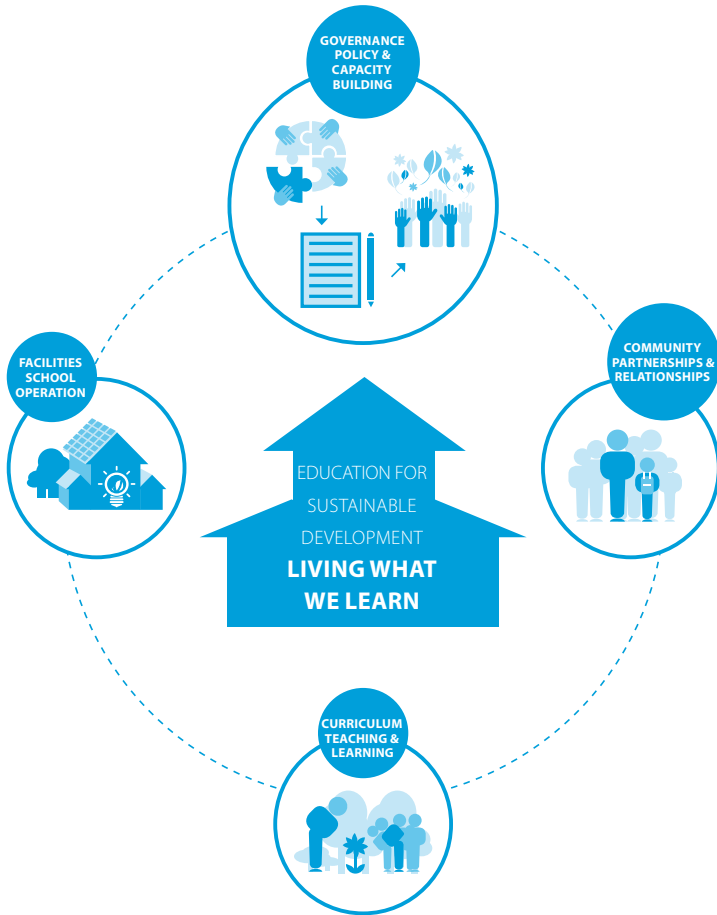 GOVERNANCE
POLICY &
CAPACITY
BUILDING
FACILITIES
SCHOOL
OPERATION
COMMUNITY
PARTNERSHIPS &
RELATIONSHIPS
EDUCATION FOR
SUSTAINABLE
DEVELOPMENT
LIVING WHAT
WE LEARN
CURRICULUM
TEACHING &
LEARNING